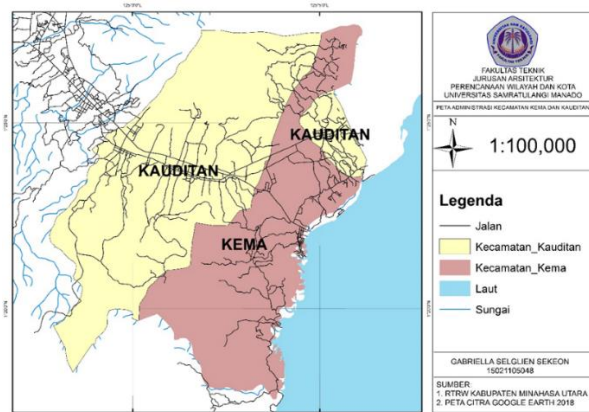 KAUDITAN
KAUDITAN
KEMA
FAKULTAS TEKNIK
JURUSAN ARSITEKTUR
PERENCANAAN WILAYAH DAN KOTA
UNIVERSITAS SAMRATULANGI MANADO
PETA ADMINISTRASI KECAMATAN KEMA DAN KAUDITAN
N
1:100,000
Legenda
Jalan
Kecamatan_Kauditan
Kecamatan_Kema
Laut
Sungai
GABRIELLA SELGLIEN SEKEON
15021105048
SUMBER:
1. RTRW KABUPATEN MINAHASA UTARA
2. PETA CITRA GOOGLE EARTH 2018